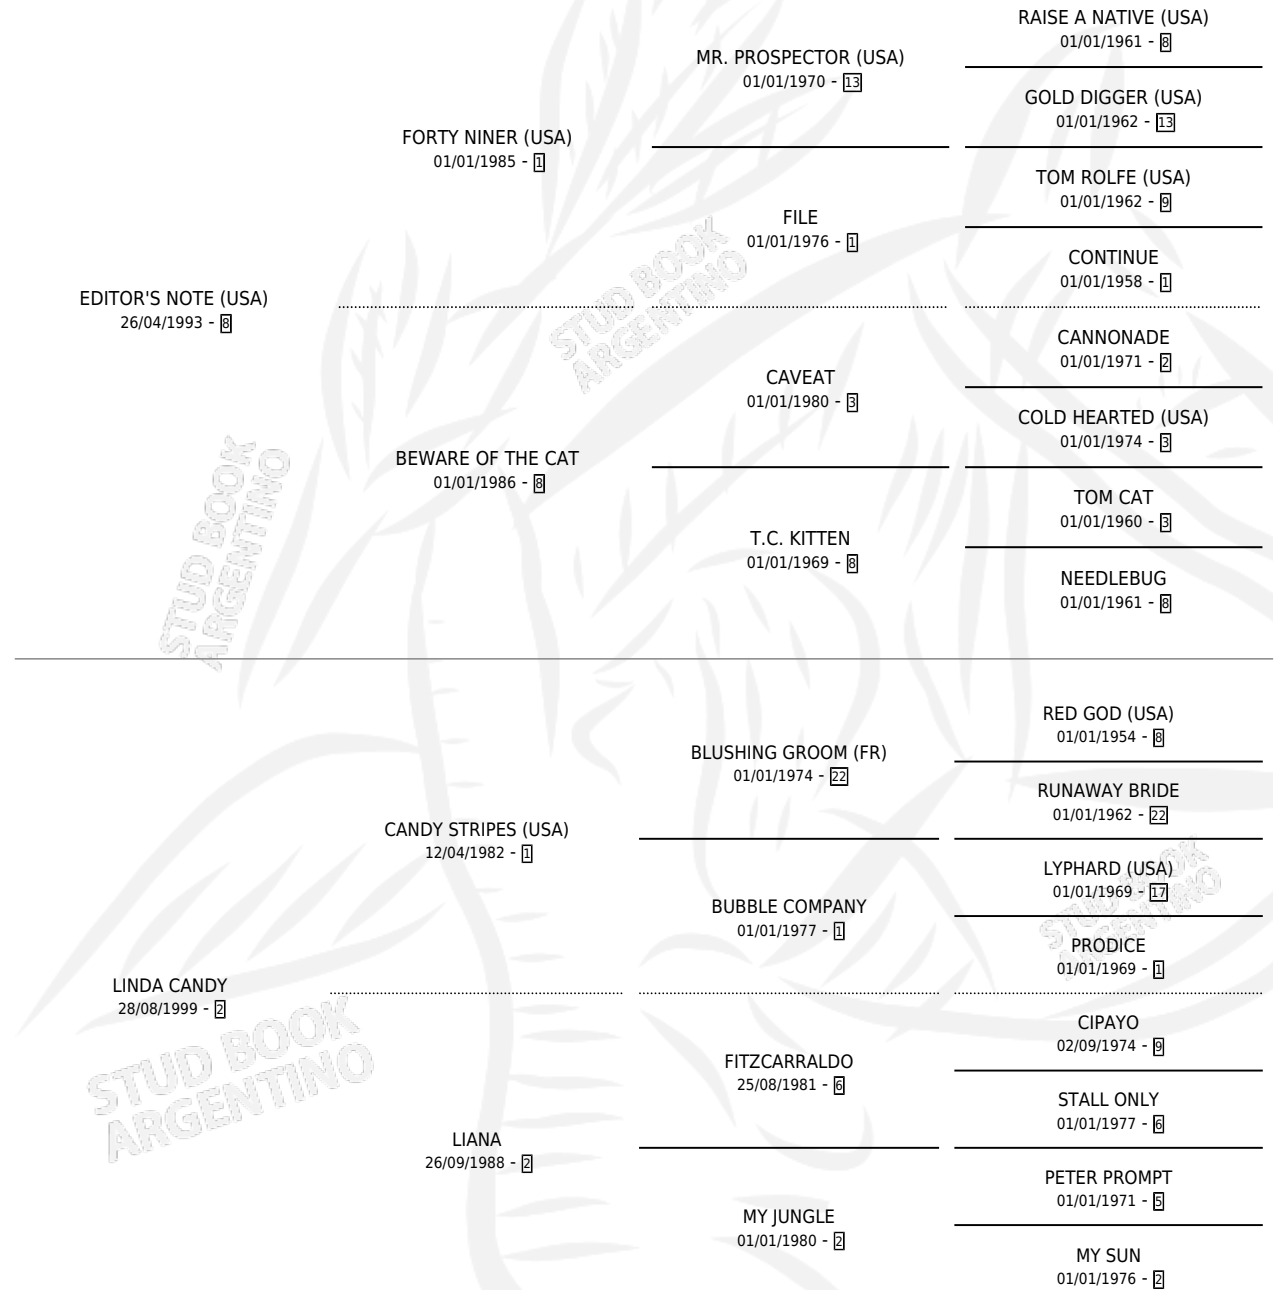 RAISE A NATIVE (USA)
01/01/1961 - 8
MR. PROSPECTOR (USA)
01/01/1970 - 13
GOLD DIGGER (USA)
01/01/1962 - 13
FORTY NINER (USA)
01/01/1985 - 1
TOM ROLFE (USA)
01/01/1962 - 9
FILE
01/01/1976 - 1
CONTINUE
01/01/1958 - 1
EDITOR'S NOTE (USA)
26/04/1993 - 8
STUD BOOK
ARGENTINO
CANNONADE
01/01/1971 - 2
CAVEAT
01/01/1980 - 3
COLD HEARTED (USA)
01/01/1974 - 3
BEWARE OF THE CAT
01/01/1986 - 8
TOM CAT
01/01/1960 - 3
T.C. KITTEN
01/01/1969 - 8
NEEDLEBUG
01/01/1961 - 8
STUD BOOK
ARGENTINO
RED GOD (USA)
01/01/1954 - 8
BLUSHING GROOM (FR)
01/01/1974 - 22
RUNAWAY BRIDE
01/01/1962 - 22
CANDY STRIPES (USA)
12/04/1982 - 1
LYPHARD (USA)
01/01/1969 - 17
BUBBLE COMPANY
01/01/1977 - 1
STUD BOOK
ARGENTINO
PRODICE
01/01/1969 - 1
LINDA CANDY
28/08/1999 - 2
STUD BOOK
ARGENTINO
CIPAYO
02/09/1974 - 9
FITZCARRALDO
25/08/1981 - 6
STALL ONLY
01/01/1977 - 6
LIANA
26/09/1988 - 2
PETER PROMPT
01/01/1971 - 5
MY JUNGLE
01/01/1980 - 2
MY SUN
01/01/1976 - 2